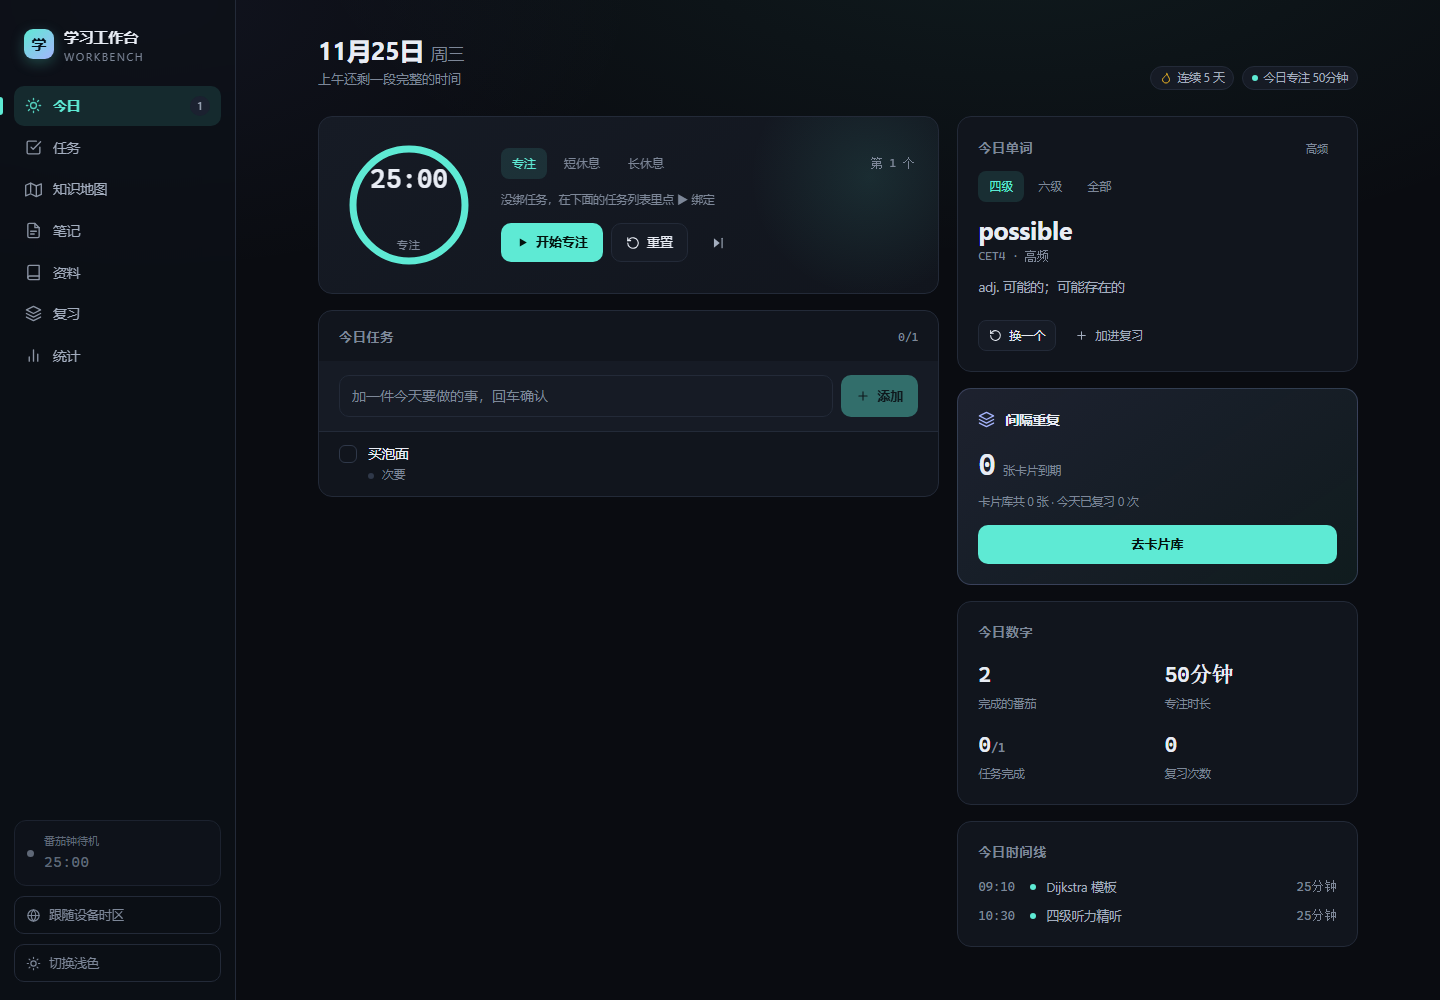 学
学习工作台
WORKBENCH
今日
1
任务
知识地图
笔记
资料
复习
统计
番茄钟待机
25:00
跟随设备时区
切换浅色
11月25日 周三
上午还剩一段完整的时间
连续 5 天
今日专注 50分钟
25:00
专注
专注
短休息
长休息
第 1 个
没绑任务，在下面的任务列表里点 ▶ 绑定
开始专注
重置
今日任务
0/1
加一件今天要做的事，回车确认
添加
买泡面
次要
今日单词
高频
四级
六级
全部
possible
CET4 · 高频
adj. 可能的；可能存在的
换一个
加进复习
间隔重复
0 张卡片到期
卡片库共 0 张 · 今天已复习 0 次
去卡片库
今日数字
2
完成的番茄
50分钟
专注时长
0/1
任务完成
0
复习次数
今日时间线
09:10 Dijkstra 模板 25分钟
10:30 四级听力精听 25分钟